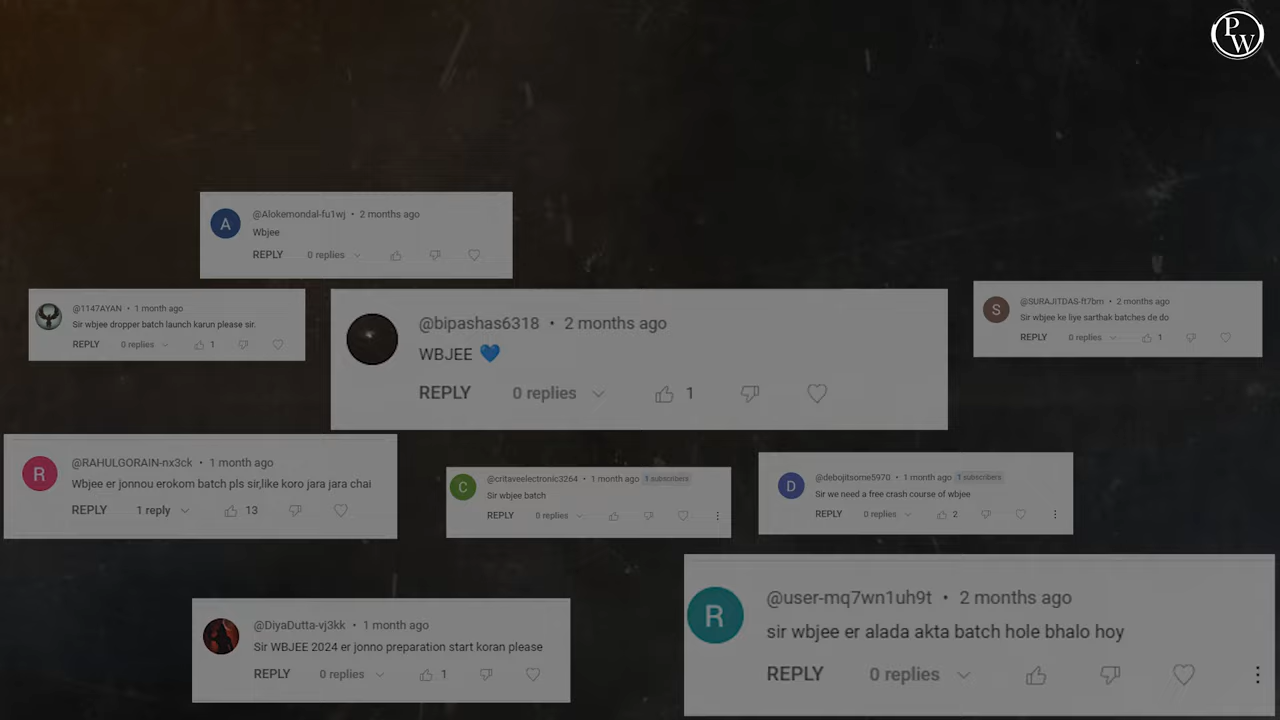 PW
A
@Alokemondal-fu1wj • 2 months ago
Wbjee
REPLY 0 replies
@1147AYAN • 1 month ago
Sir wbjee dropper batch launch karun please sir.
REPLY 0 replies 1
@bipashas6318 • 2 months ago
WBJEE 💙
REPLY 0 replies 1
S
@SURAJITDAS-ft7bm • 2 months ago
Sir wbjee ke liye sarthak batches de do
REPLY 0 replies 1
R
@RAHULGORAIN-nx3ck • 1 month ago
Wbjee er jonnou erokom batch pls sir,like koro jara jara chai
REPLY 1 reply 13
C
@critaveelectronic3264 • 1 month ago 1 subscribers
Sir wbjee batch
REPLY 0 replies
D
@debojitsome5970 • 1 month ago 1 subscribers
Sir we need a free crash course of wbjee
REPLY 0 replies 2
@DiyaDutta-vj3kk • 1 month ago
Sir WBJEE 2024 er jonno preparation start koran please
REPLY 0 replies 1
R
@user-mq7wn1uh9t • 2 months ago
sir wbjee er alada akta batch hole bhalo hoy
REPLY 0 replies